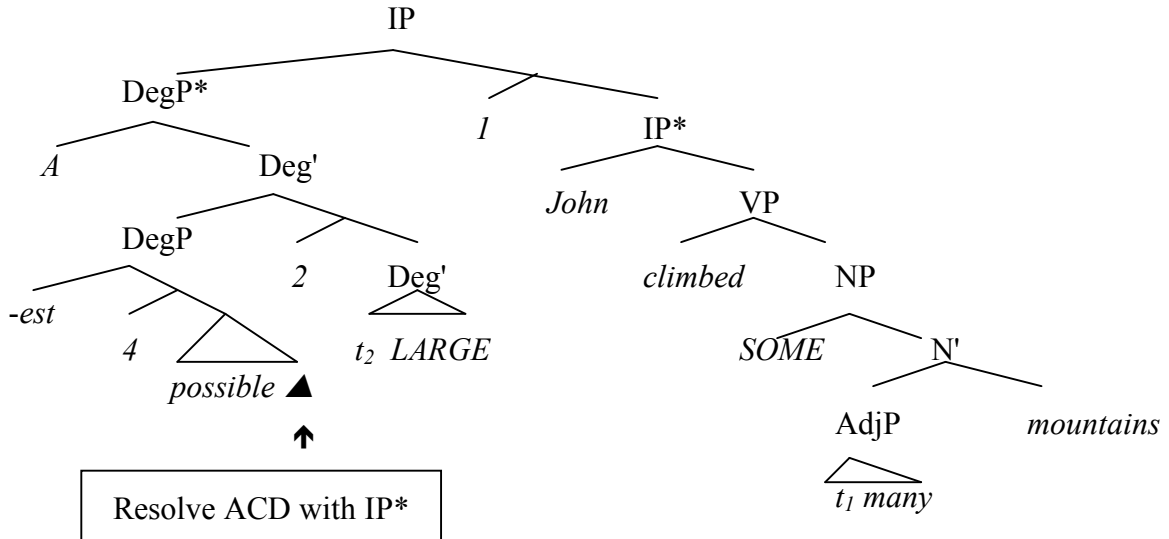 IP
DegP* 1 IP*
A Deg' John VP
DegP 2 Deg' climbed NP
-est 4 t2 LARGE SOME N'
possible AdjP mountains
t1 many
Resolve ACD with IP*